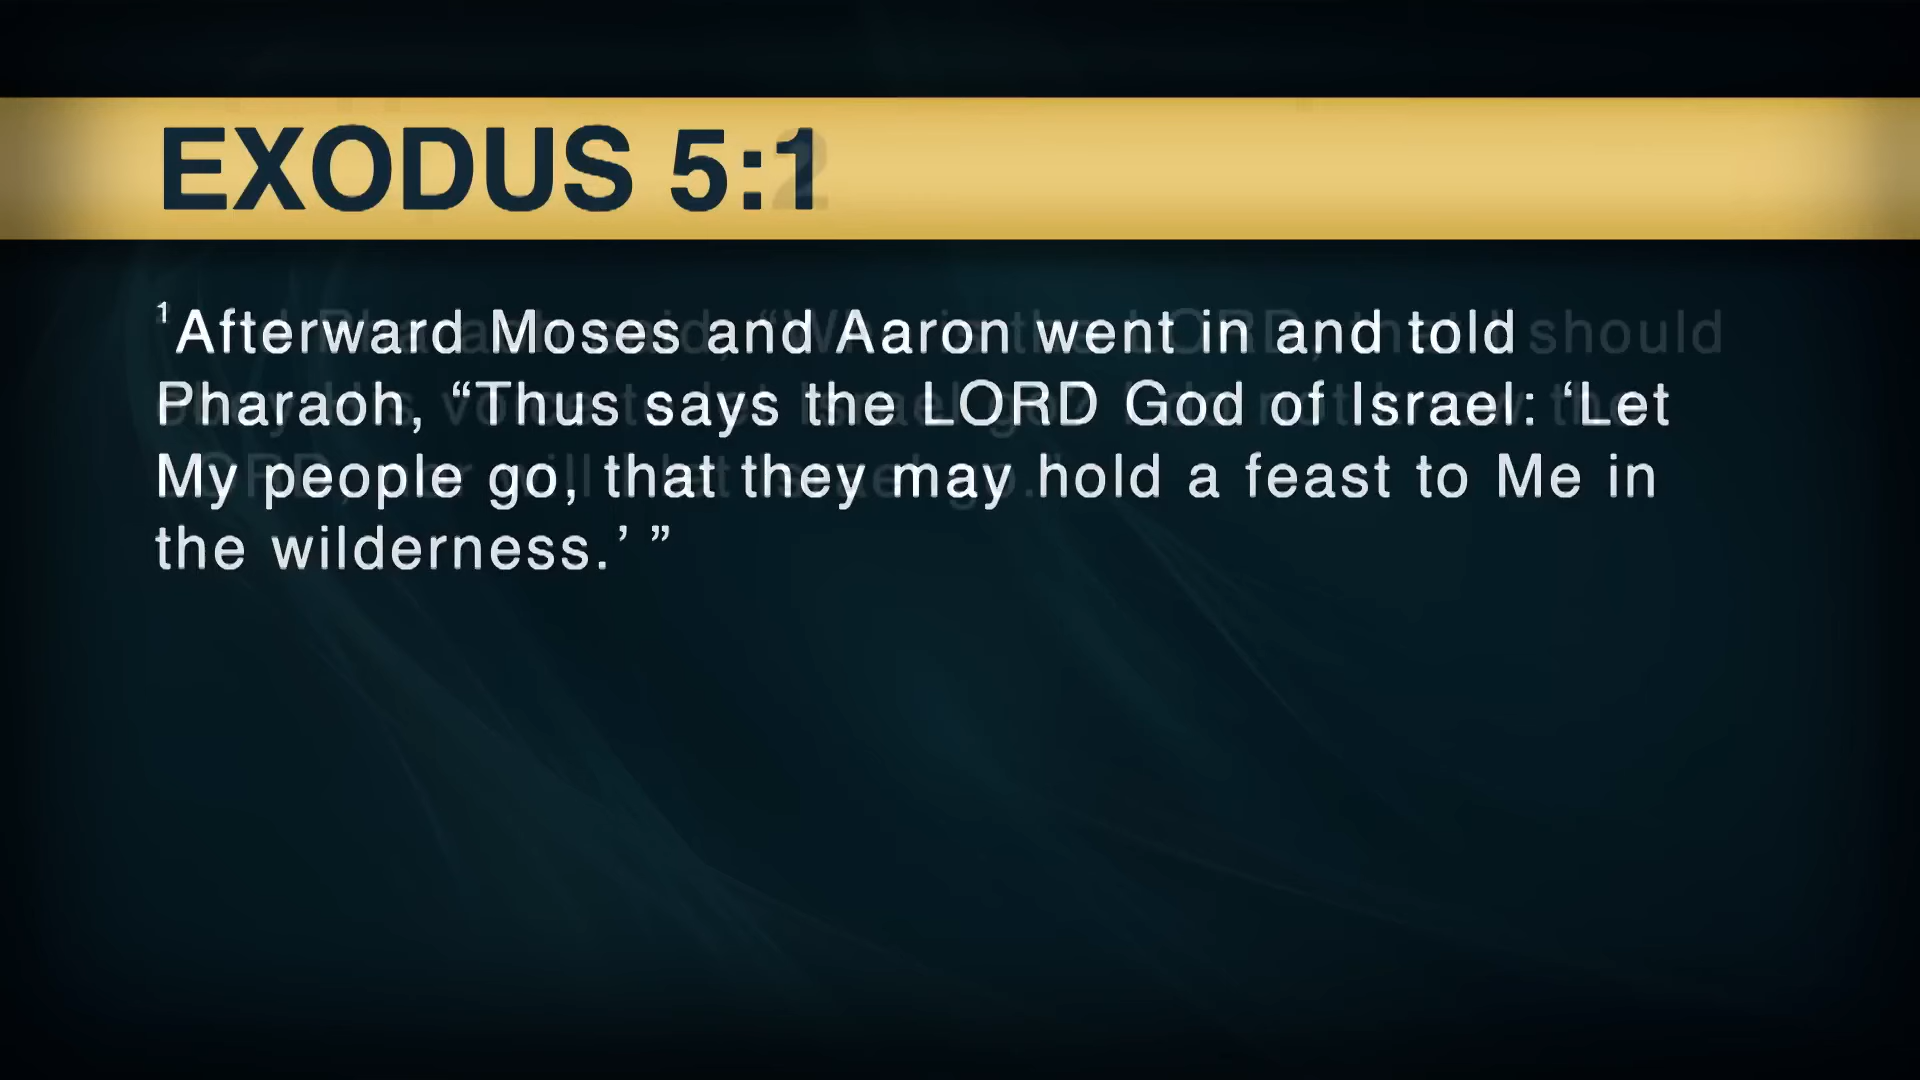 EXODUS 5:1
¹Afterward Moses and Aaron went in and told
Pharaoh, “Thus says the LORD God of Israel: ‘Let
My people go, that they may hold a feast to Me in
the wilderness.’ ”